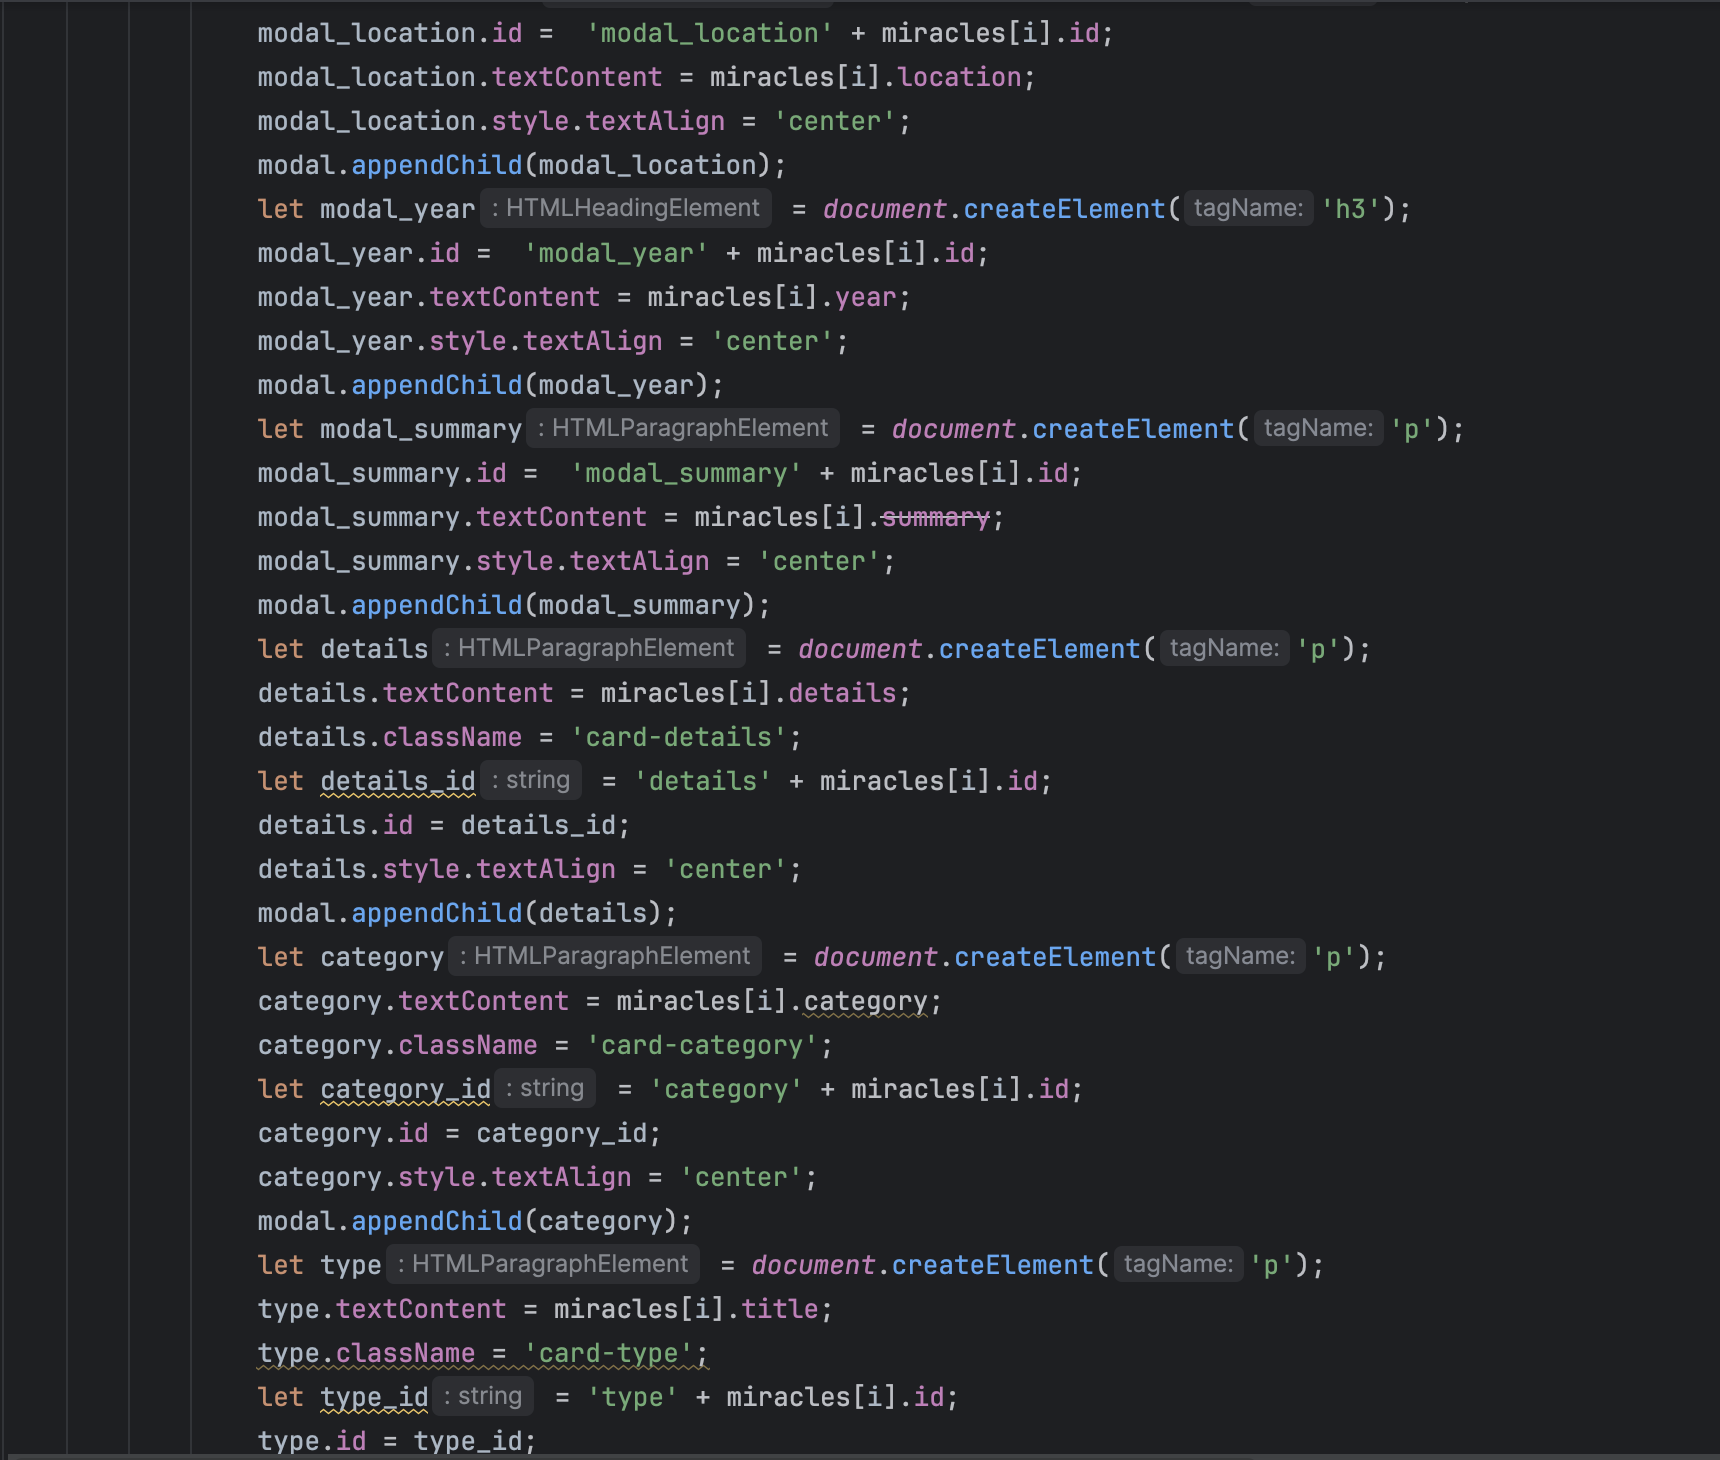 modal_location.id =  'modal_location' + miracles[i].id;
modal_location.textContent = miracles[i].location;
modal_location.style.textAlign = 'center';
modal.appendChild(modal_location);
let modal_year : HTMLHeadingElement  = document.createElement( tagName: 'h3');
modal_year.id =  'modal_year' + miracles[i].id;
modal_year.textContent = miracles[i].year;
modal_year.style.textAlign = 'center';
modal.appendChild(modal_year);
let modal_summary : HTMLParagraphElement  = document.createElement( tagName: 'p');
modal_summary.id =  'modal_summary' + miracles[i].id;
modal_summary.textContent = miracles[i].summary;
modal_summary.style.textAlign = 'center';
modal.appendChild(modal_summary);
let details : HTMLParagraphElement  = document.createElement( tagName: 'p');
details.textContent = miracles[i].details;
details.className = 'card-details';
let details_id : string  = 'details' + miracles[i].id;
details.id = details_id;
details.style.textAlign = 'center';
modal.appendChild(details);
let category : HTMLParagraphElement  = document.createElement( tagName: 'p');
category.textContent = miracles[i].category;
category.className = 'card-category';
let category_id : string  = 'category' + miracles[i].id;
category.id = category_id;
category.style.textAlign = 'center';
modal.appendChild(category);
let type : HTMLParagraphElement  = document.createElement( tagName: 'p');
type.textContent = miracles[i].title;
type.className = 'card-type';
let type_id : string  = 'type' + miracles[i].id;
type.id = type_id;